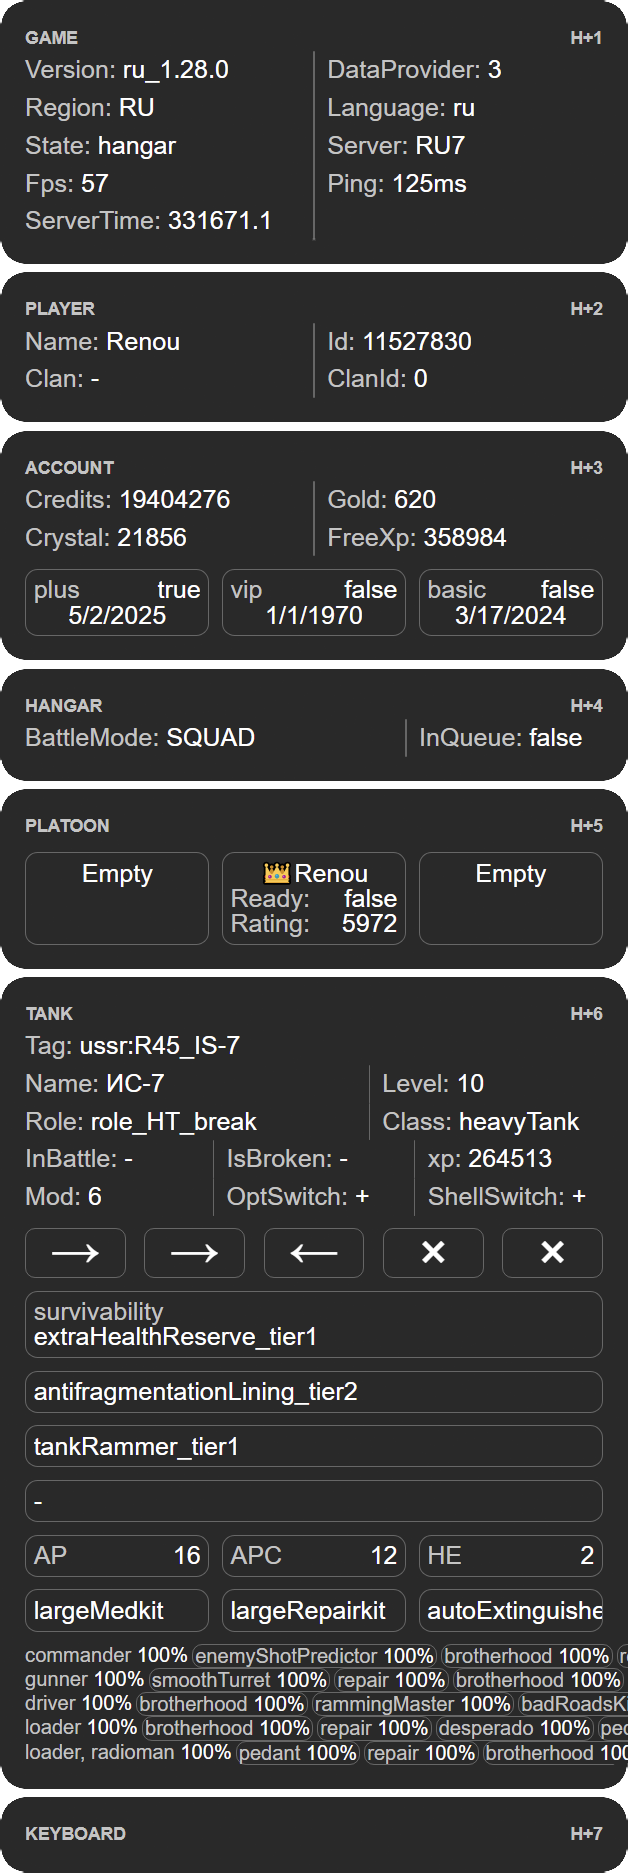 GAME H+1
Version: ru_1.28.0 DataProvider: 3
Region: RU Language: ru
State: hangar Server: RU7
Fps: 57 Ping: 125ms
ServerTime: 331671.1
PLAYER H+2
Name: Renou Id: 11527830
Clan: - ClanId: 0
ACCOUNT H+3
Credits: 19404276 Gold: 620
Crystal: 21856 FreeXp: 358984
plus true vip false basic false
5/2/2025 1/1/1970 3/17/2024
HANGAR H+4
BattleMode: SQUAD InQueue: false
PLATOON H+5
Empty 👑Renou Empty
Ready: false
Rating: 5972
TANK H+6
Tag: ussr:R45_IS-7
Name: ИС-7 Level: 10
Role: role_HT_break Class: heavyTank
InBattle: - IsBroken: - xp: 264513
Mod: 6 OptSwitch: + ShellSwitch: +
survivability
extraHealthReserve_tier1
antifragmentationLining_tier2
tankRammer_tier1
-
AP 16 APC 12 HE 2
largeMedkit largeRepairkit autoExtinguishe
commander 100% enemyShotPredictor 100% brotherhood 100%
gunner 100% smoothTurret 100% repair 100% brotherhood 100%
driver 100% brotherhood 100% rammingMaster 100% badRoadsKi
loader 100% brotherhood 100% repair 100% desperado 100% ped
loader, radioman 100% pedant 100% repair 100% brotherhood 100
KEYBOARD H+7